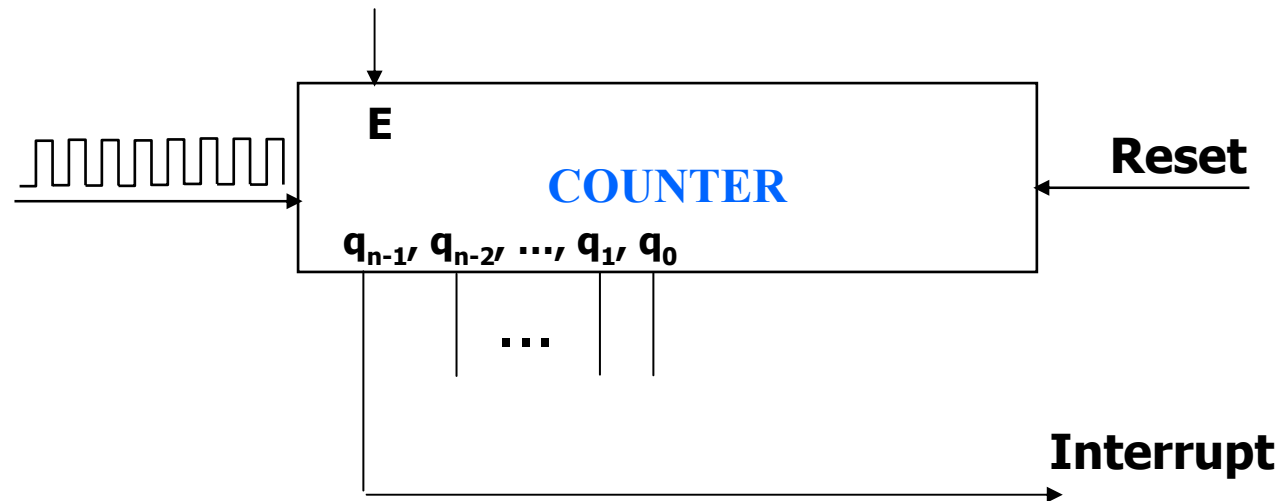 E
Reset
COUNTER
qn-1, qn-2, ..., q1, q0
...
Interrupt